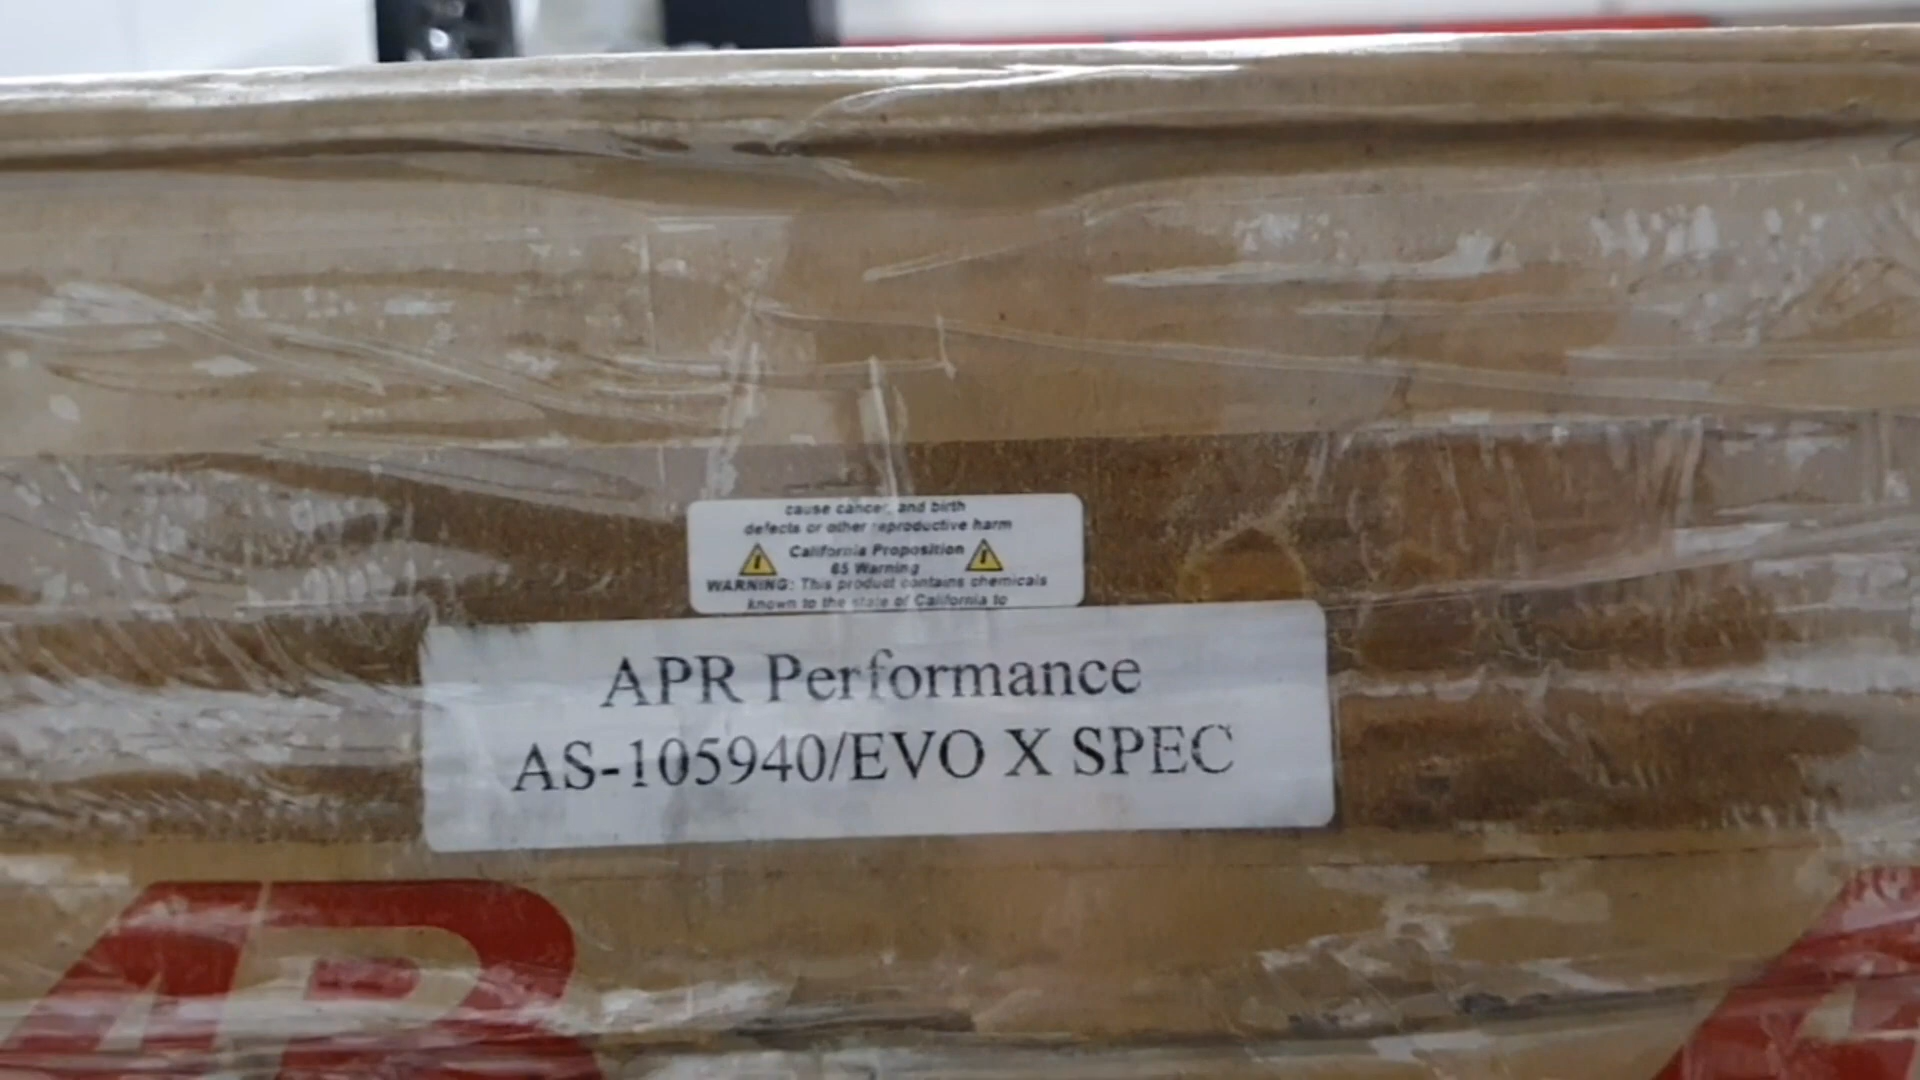 cause cancer, and birth
defects or other reproductive harm
California Proposition
65 Warning
WARNING: This product contains chemicals
known to the state of California to
APR Performance
AS-105940/EVO X SPEC
APR